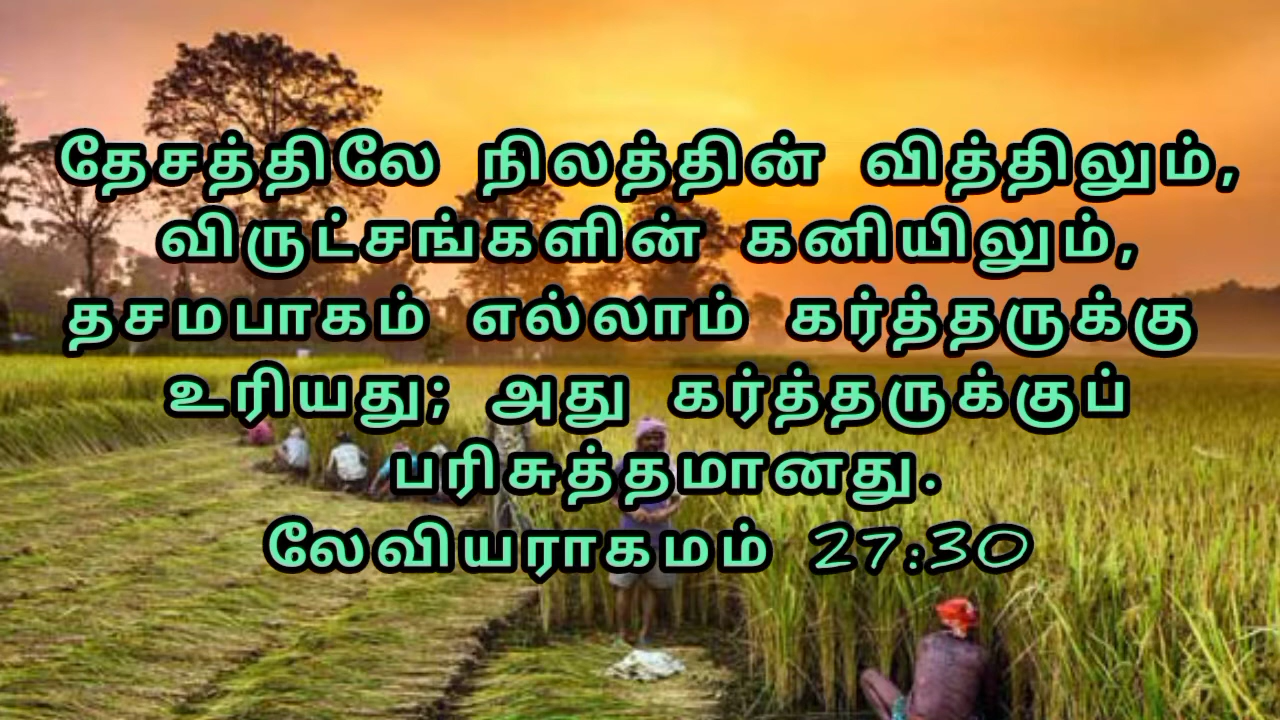 தேசத்திலே நிலத்தின் வித்திலும்,
விருட்சங்களின் கனியிலும்,
தசமபாகம் எல்லாம் கர்த்தருக்கு
உரியது; அது கர்த்தருக்குப்
பரிசுத்தமானது.
லேவியராகமம் 27:30